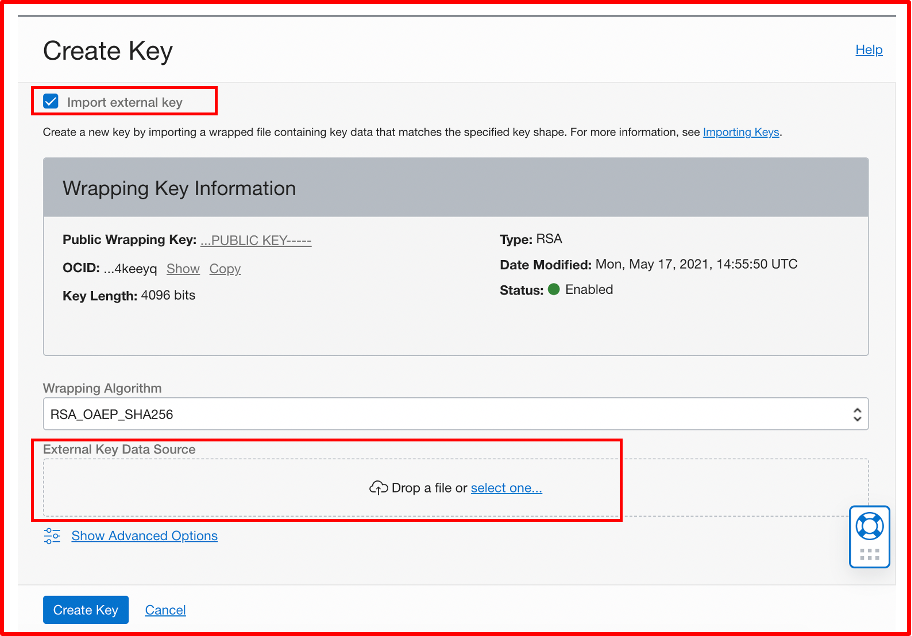 Create Key
Help
Import external key
Create a new key by importing a wrapped file containing key data that matches the specified key shape. For more information, see Importing Keys.
Wrapping Key Information
Public Wrapping Key: ...PUBLIC KEY-----
Type: RSA
OCID: ...4keeyq Show Copy
Date Modified: Mon, May 17, 2021, 14:55:50 UTC
Key Length: 4096 bits
Status: Enabled
Wrapping Algorithm
RSA_OAEP_SHA256
External Key Data Source
Drop a file or select one...
Show Advanced Options
Create Key Cancel